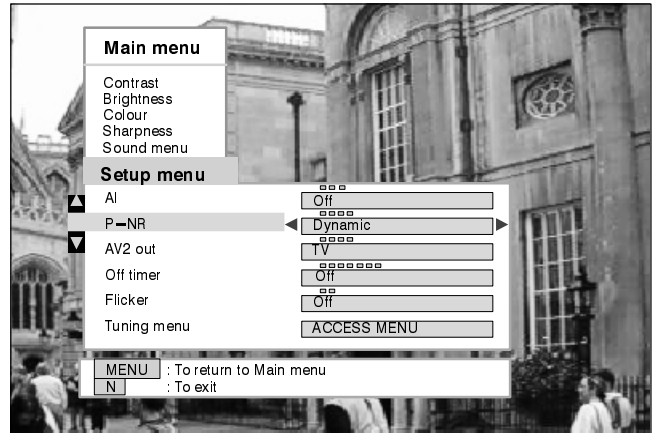 Main menu
Contrast
Brightness
Colour
Sharpness
Sound menu
Setup menu
AI Off
P–NR Dynamic
AV2 out TV
Off timer Off
Flicker Off
Tuning menu ACCESS MENU
MENU : To return to Main menu
N : To exit